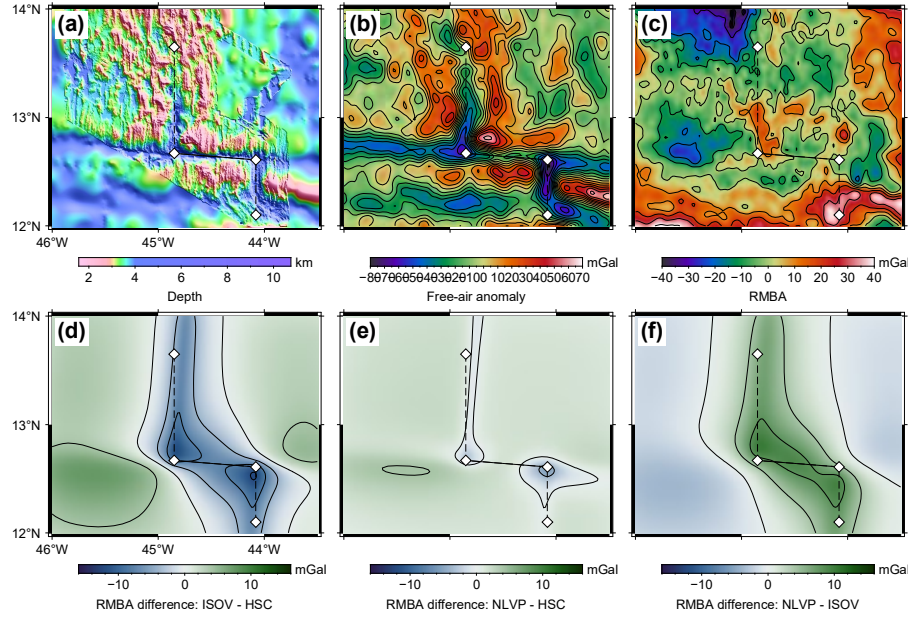 14°N
(a)
(b)
(c)
13°N
12°N
46°W 45°W 44°W
2 4 6 8 10 km
Depth
−8676665648362916100 10203040506070 mGal
Free-air anomaly
−40 −30 −20 −10 0 10 20 30 40 mGal
RMBA
14°N
(d)
(e)
(f)
13°N
12°N
46°W 45°W 44°W
−10 0 10 mGal
RMBA difference: ISOV - HSC
−10 0 10 mGal
RMBA difference: NLVP - HSC
−10 0 10 mGal
RMBA difference: NLVP - ISOV